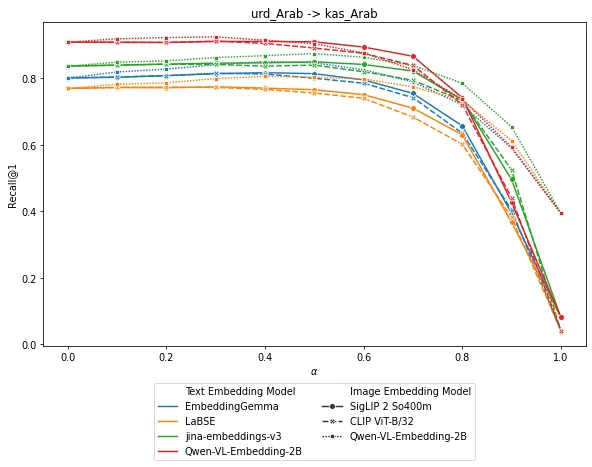 urd_Arab -> kas_Arab
Recall@1
0.8
0.6
0.4
0.2
0.0
0.0 0.2 0.4 0.6 0.8 1.0
α
Text Embedding Model Image Embedding Model
EmbeddingGemma SigLIP 2 So400m
LaBSE CLIP ViT-B/32
jina-embeddings-v3 Qwen-VL-Embedding-2B
Qwen-VL-Embedding-2B